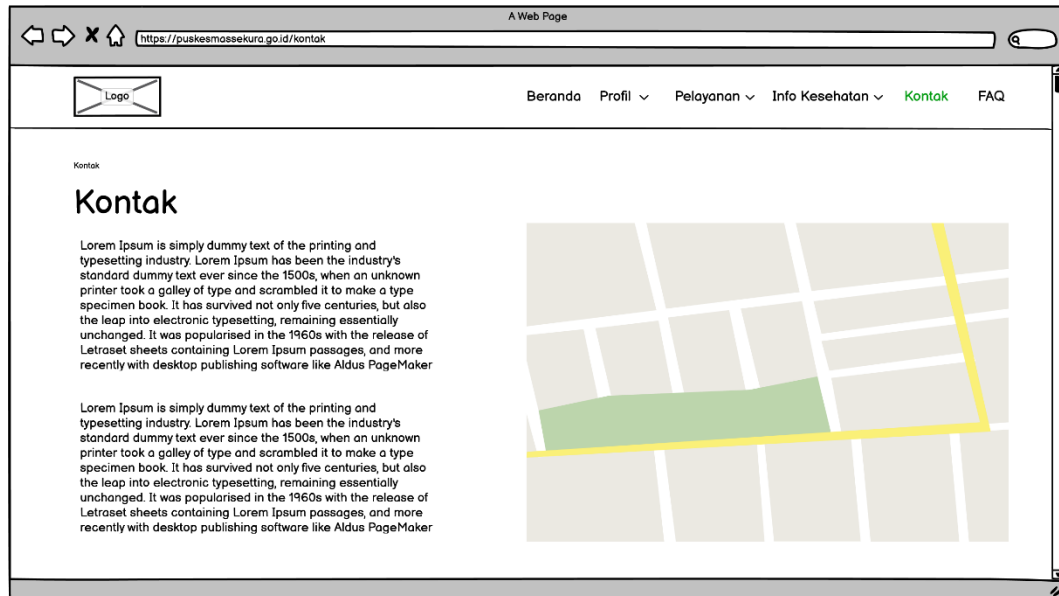 A Web Page
https://puskesmassekura.go.id/kontak
Logo
Beranda Profil Pelayanan Info Kesehatan Kontak FAQ
Kontak
Kontak
Lorem Ipsum is simply dummy text of the printing and
typesetting industry. Lorem Ipsum has been the industry's
standard dummy text ever since the 1500s, when an unknown
printer took a galley of type and scrambled it to make a type
specimen book. It has survived not only five centuries, but also
the leap into electronic typesetting, remaining essentially
unchanged. It was popularised in the 1960s with the release of
Letraset sheets containing Lorem Ipsum passages, and more
recently with desktop publishing software like Aldus PageMaker
Lorem Ipsum is simply dummy text of the printing and
typesetting industry. Lorem Ipsum has been the industry's
standard dummy text ever since the 1500s, when an unknown
printer took a galley of type and scrambled it to make a type
specimen book. It has survived not only five centuries, but also
the leap into electronic typesetting, remaining essentially
unchanged. It was popularised in the 1960s with the release of
Letraset sheets containing Lorem Ipsum passages, and more
recently with desktop publishing software like Aldus PageMaker